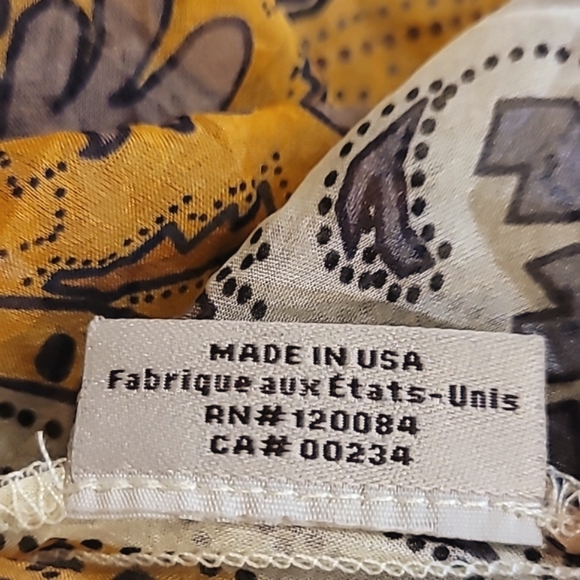 MADE IN USA
Fabrique aux États-Unis
RN# 120084
CA# 00234